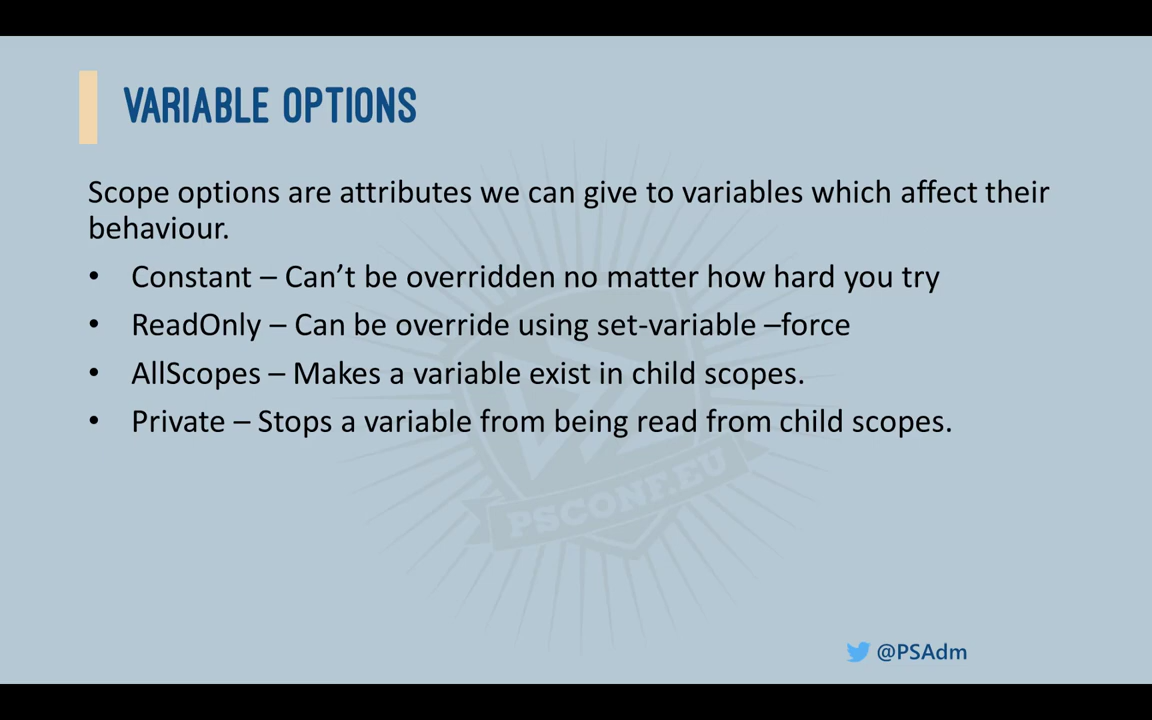 VARIABLE OPTIONS
Scope options are attributes we can give to variables which affect their
behaviour.
• Constant – Can't be overridden no matter how hard you try
• ReadOnly – Can be override using set-variable –force
• AllScopes – Makes a variable exist in child scopes.
• Private – Stops a variable from being read from child scopes.
PSCONF.EU
@PSAdm